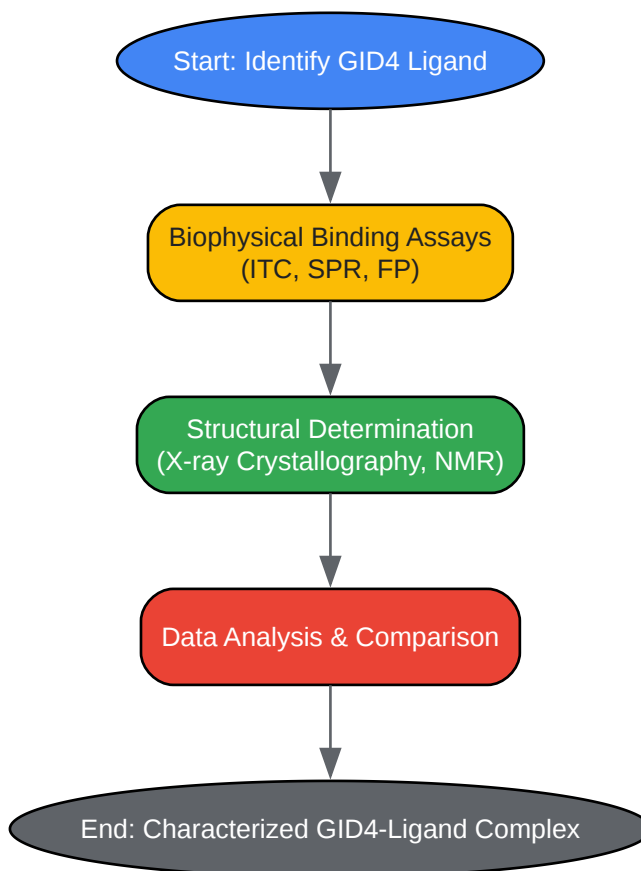 Start: Identify GID4 Ligand
Biophysical Binding Assays
(ITC, SPR, FP)
Structural Determination
(X-ray Crystallography, NMR)
Data Analysis & Comparison
End: Characterized GID4-Ligand Complex